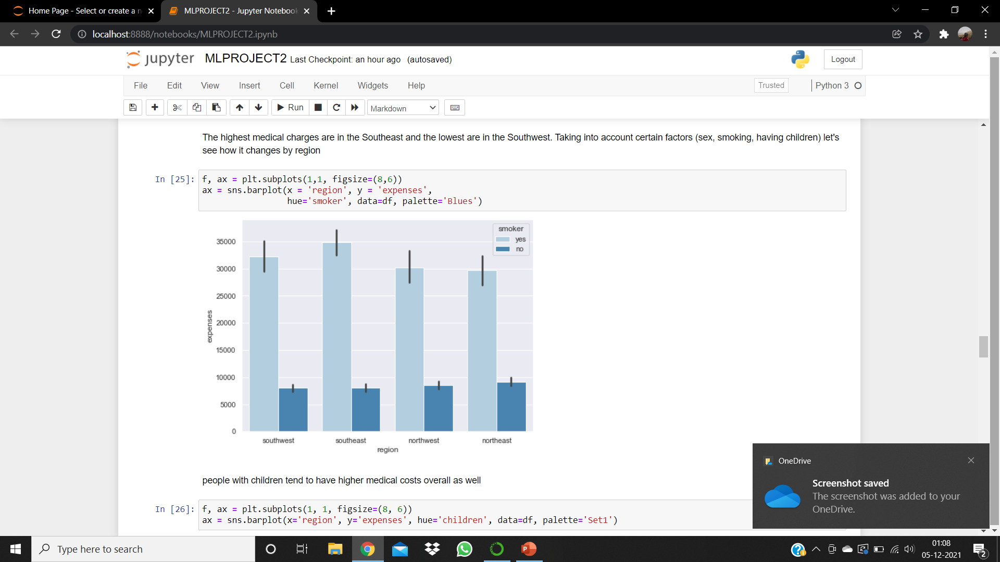 Home Page - Select or create a n
MLPROJECT2 - Jupyter Notebook
localhost:8888/notebooks/MLPROJECT2.ipynb
jupyter MLPROJECT2 Last Checkpoint: an hour ago (autosaved)
Logout
File Edit View Insert Cell Kernel Widgets Help
Trusted
Python 3
Run
Markdown
The highest medical charges are in the Southeast and the lowest are in the Southwest. Taking into account certain factors (sex, smoking, having children) let's
see how it changes by region
In [25]: f, ax = plt.subplots(1,1, figsize=(8,6))
ax = sns.barplot(x = 'region', y = 'expenses',
hue='smoker', data=df, palette='Blues')
smoker
yes
no
35000
30000
25000
20000
15000
10000
5000
0
expenses
southwest southeast northwest northeast
region
people with children tend to have higher medical costs overall as well
In [26]: f, ax = plt.subplots(1, 1, figsize=(8, 6))
ax = sns.barplot(x='region', y='expenses', hue='children', data=df, palette='Set1')
OneDrive
Screenshot saved
The screenshot was added to your
OneDrive.
Type here to search
P
01:08
05-12-2021
2